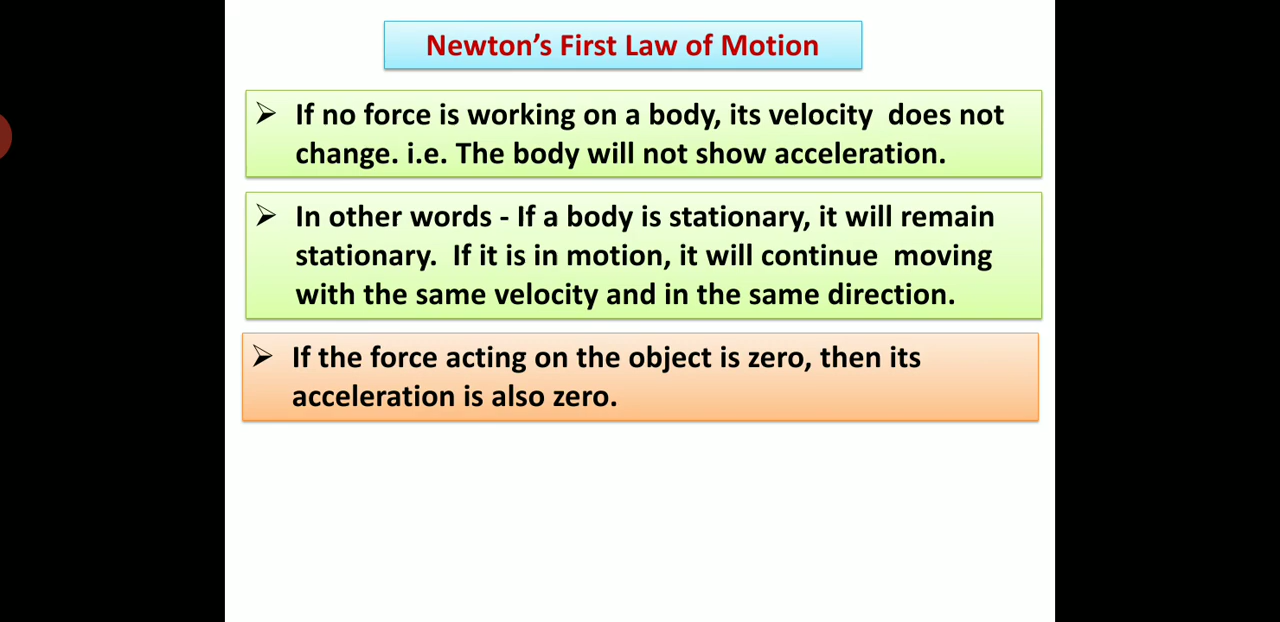 Newton’s First Law of Motion
➢ If no force is working on a body, its velocity does not
change. i.e. The body will not show acceleration.
➢ In other words - If a body is stationary, it will remain
stationary. If it is in motion, it will continue moving
with the same velocity and in the same direction.
➢ If the force acting on the object is zero, then its
acceleration is also zero.